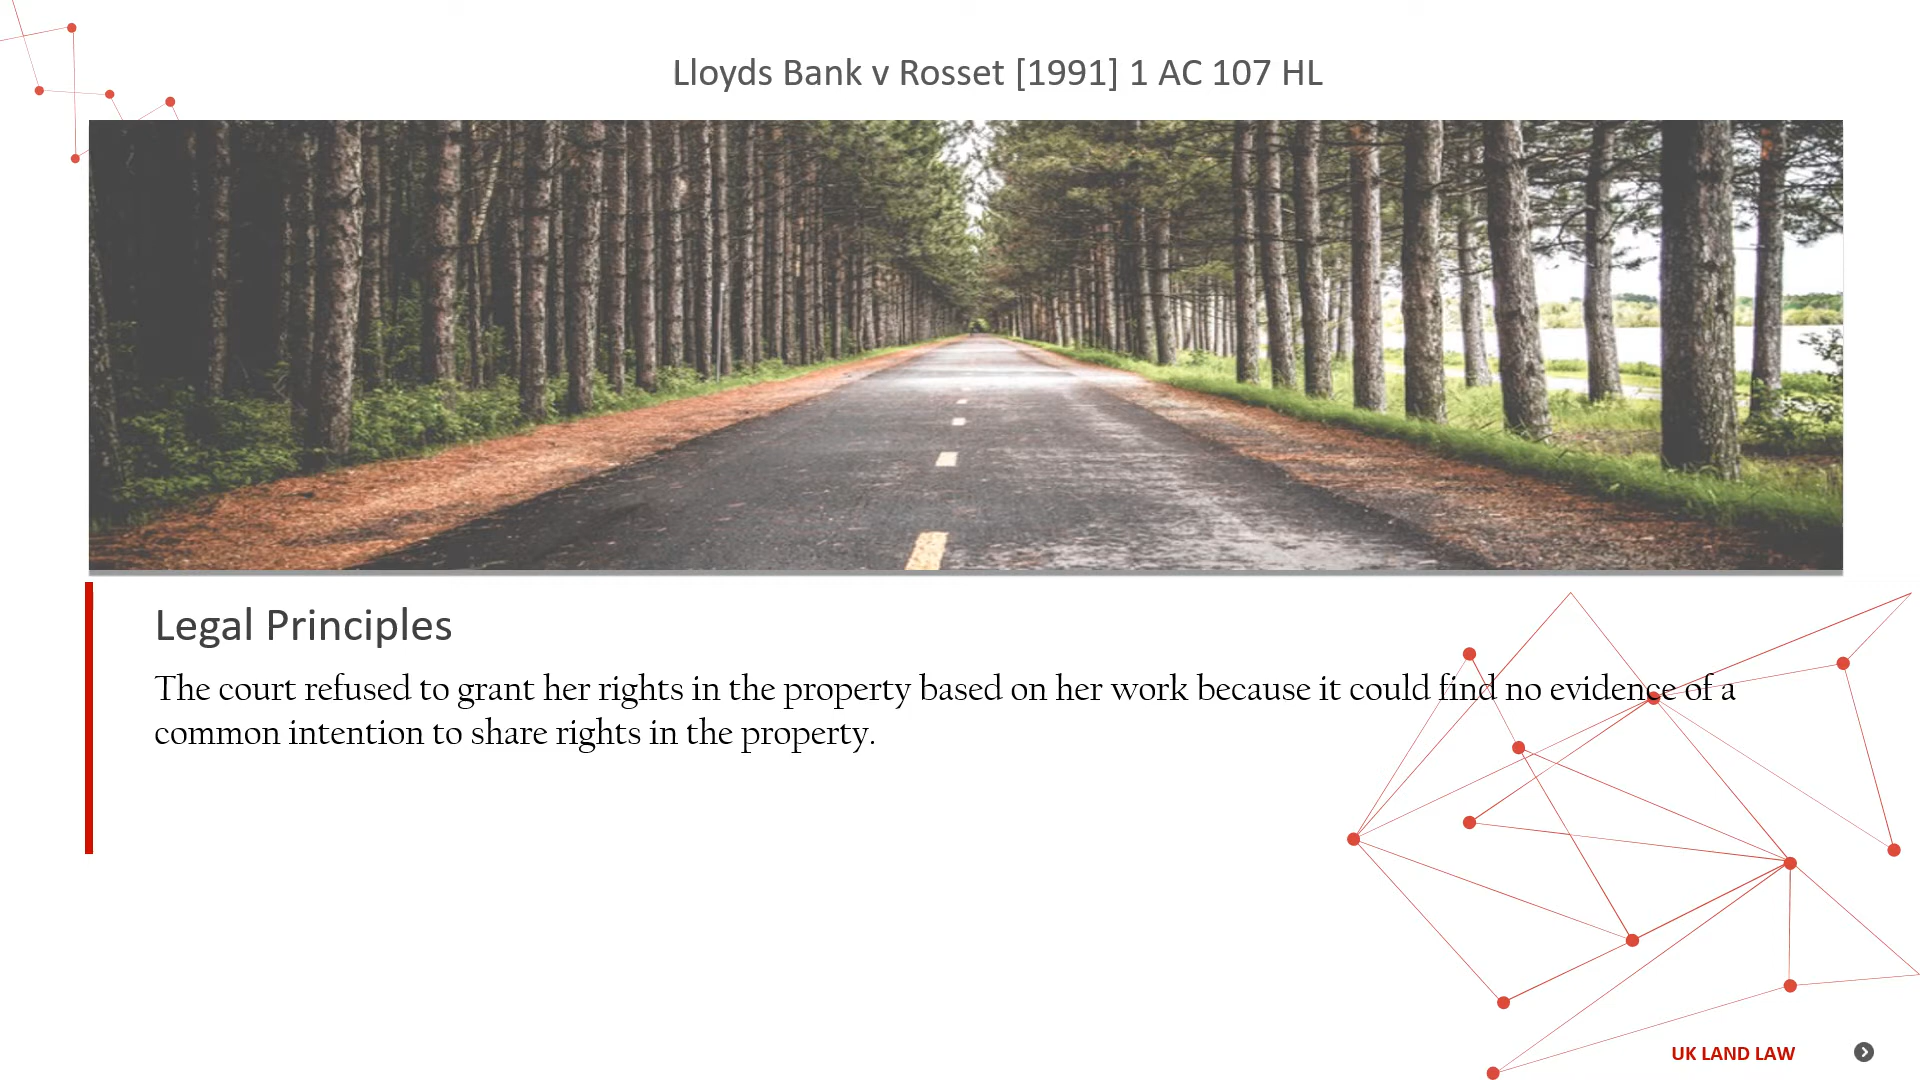 Lloyds Bank v Rosset [1991] 1 AC 107 HL
Legal Principles
The court refused to grant her rights in the property based on her work because it could find no evidence of a
common intention to share rights in the property.
UK LAND LAW